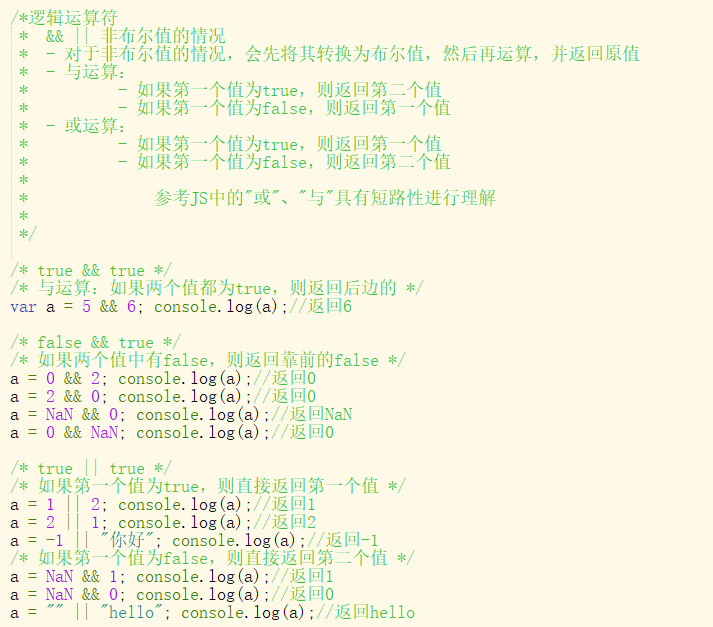 /*逻辑运算符
 *  && || 非布尔值的情况
 *  - 对于非布尔值的情况，会先将其转换为布尔值，然后再运算，并返回原值
 *  - 与运算：
 *          - 如果第一个值为true，则返回第二个值
 *          - 如果第一个值为false，则返回第一个值
 *  - 或运算：
 *          - 如果第一个值为true，则返回第一个值
 *          - 如果第一个值为false，则返回第二个值
 *
 *              参考JS中的"或"、"与"具有短路性进行理解
 *
 */
/* true && true */
/* 与运算：如果两个值都为true，则返回后边的 */
var a = 5 && 6; console.log(a);//返回6
/* false && true */
/* 如果两个值中有false，则返回靠前的false */
a = 0 && 2; console.log(a);//返回0
a = 2 && 0; console.log(a);//返回0
a = NaN && 0; console.log(a);//返回NaN
a = 0 && NaN; console.log(a);//返回0
/* true || true */
/* 如果第一个值为true，则直接返回第一个值 */
a = 1 || 2; console.log(a);//返回1
a = 2 || 1; console.log(a);//返回2
a = -1 || "你好"; console.log(a);//返回-1
/* 如果第一个值为false，则直接返回第二个值 */
a = NaN && 1; console.log(a);//返回1
a = NaN && 0; console.log(a);//返回0
a = "" || "hello"; console.log(a);//返回hello